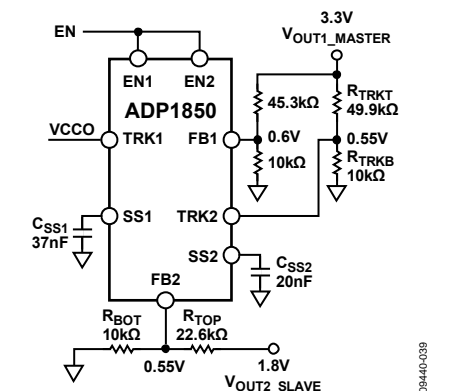 3.3V
VOUT1_MASTER
EN
EN1
EN2
ADP1850
45.3kΩ
RTRKT
49.9kΩ
VCCO
TRK1
FB1
0.6V
0.55V
10kΩ
RTRKB
10kΩ
CSS1
37nF
SS1
TRK2
SS2
CSS2
20nF
FB2
RBOT
10kΩ
RTOP
22.6kΩ
0.55V
1.8V
VOUT2_SLAVE
09440-039